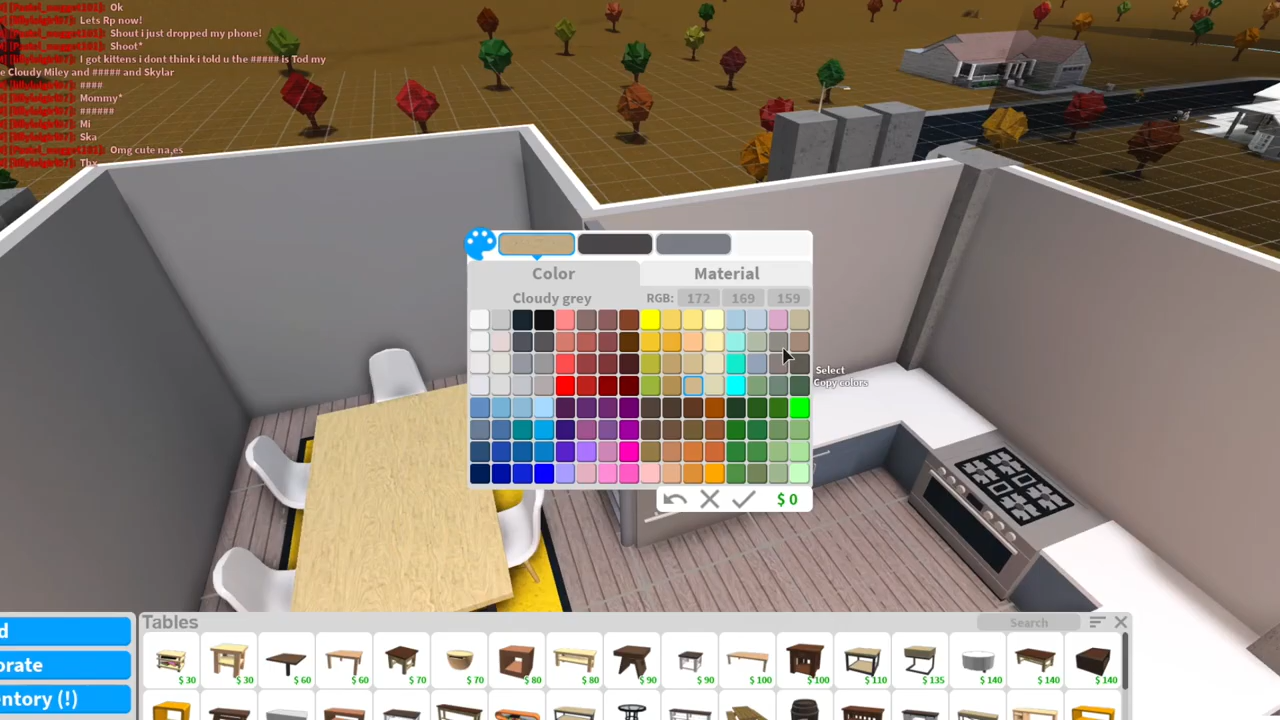 Ok
Lets Rp now!
Shout i just dropped my phone!
[Pastel_nugget101]: Shoot*
I got kittens i dont think i told u the ##### is Tod my
e Cloudy Miley and ##### and Skylar
####
Mommy*
######
Mi
Ska
[Pastel_nugget101]: Omg cute na,es
Thx
Color
Material
Cloudy grey
RGB: 172 169 159
Select
Copy colors
$ 0
d
orate
entory (!)
Tables
Search
$ 30
$ 30
$ 60
$ 60
$ 70
$ 70
$ 80
$ 80
$ 90
$ 90
$ 100
$100
$ 110
$ 135
$ 140
$ 140
$ 140